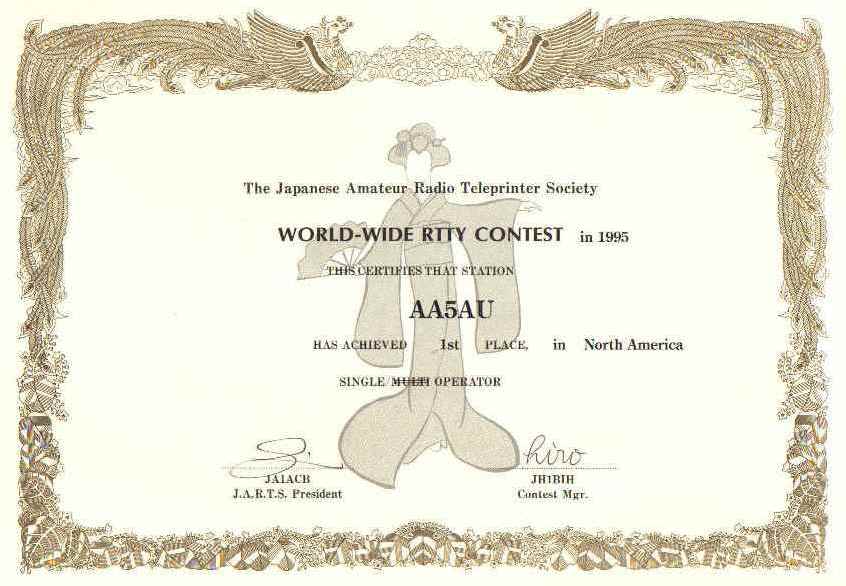 The Japanese Amateur Radio Teleprinter Society
WORLD-WIDE RTTY CONTEST in 1995
THIS CERTIFIES THAT STATION
AA5AU
HAS ACHIEVED 1st PLACE, in North America
SINGLE/MULTI OPERATOR
hiro
JA1ACB JH1BIH
J.A.R.T.S. President Contest Mgr.